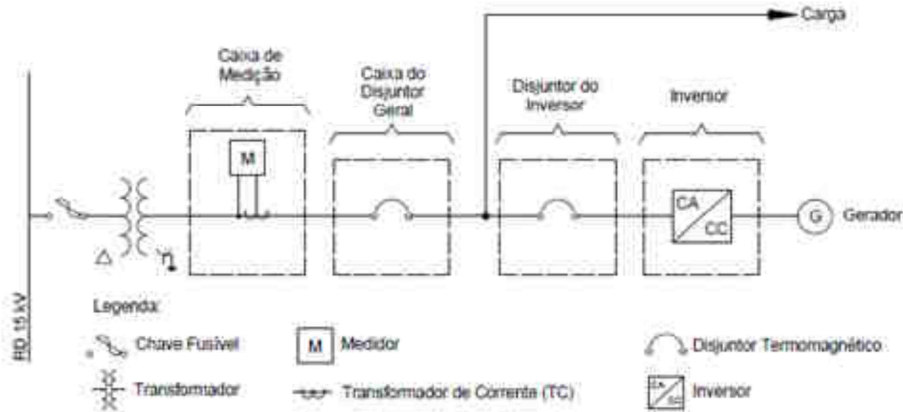 Carga
Caixa de
Medição
Caixa do
Disjuntor
Geral
Disjuntor do
Inversor
Inversor
M
CA
CC
G
Gerador
RD 15 kV
Legenda:
Chave Fusível
M
Medidor
Disjuntor Termomagnético
Transformador
Transformador de Corrente (TC)
Inversor